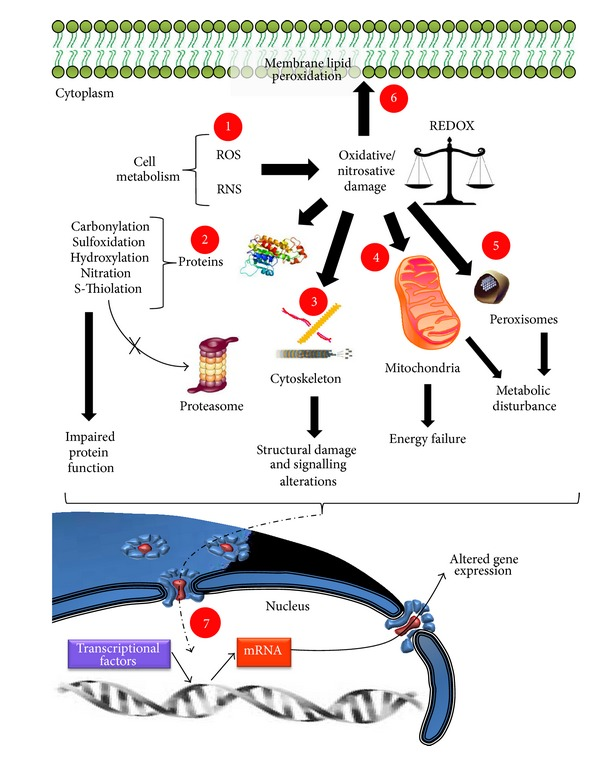 Membrane lipid
peroxidation
Cytoplasm
6
1
REDOX
ROS
Cell
metabolism
RNS
Oxidative/
nitrosative
damage
Carbonylation
Sulfoxidation
Hydroxylation
Nitration
S-Thiolation
2
Proteins
3
4
5
Peroxisomes
Proteasome
Cytoskeleton
Mitochondria
Metabolic
disturbance
Impaired
protein
function
Structural damage
and signalling
alterations
Energy failure
Altered gene
expression
Nucleus
7
Transcriptional
factors
mRNA